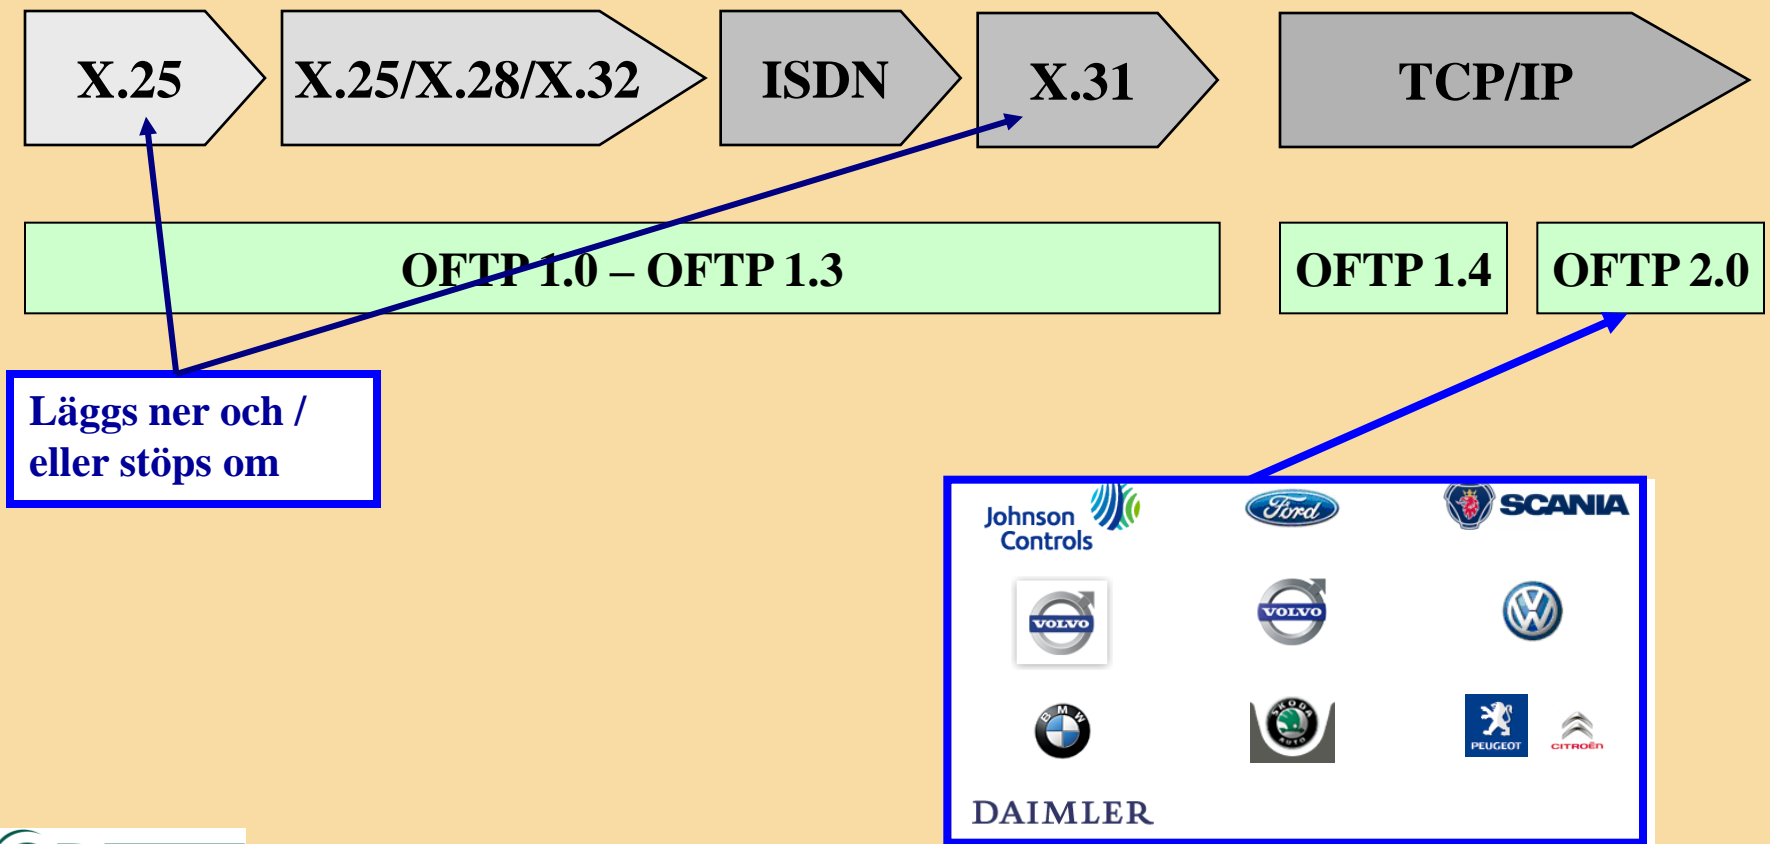 X.25
X.25/X.28/X.32
ISDN
X.31
TCP/IP
OFTP 1.0 – OFTP 1.3
OFTP 1.4
OFTP 2.0
Läggs ner och /
eller stöps om
Johnson
Controls
Ford
SCANIA
VOLVO
VOLVO
BMW
ŠKODA
AUTO
PEUGEOT
CITROËN
DAIMLER